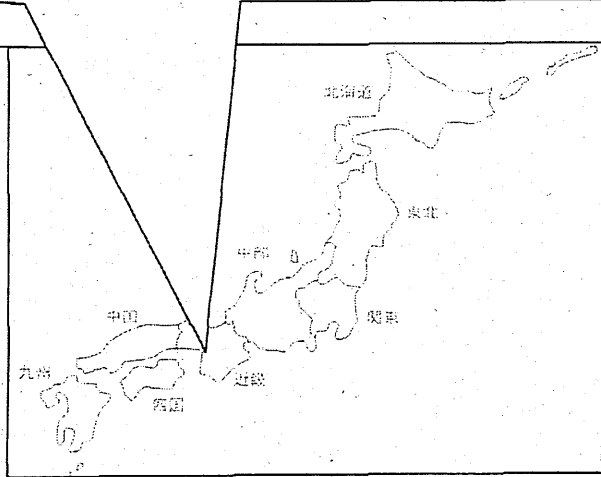 北海道
東北
中部
関東
中国
九州
近畿
四国